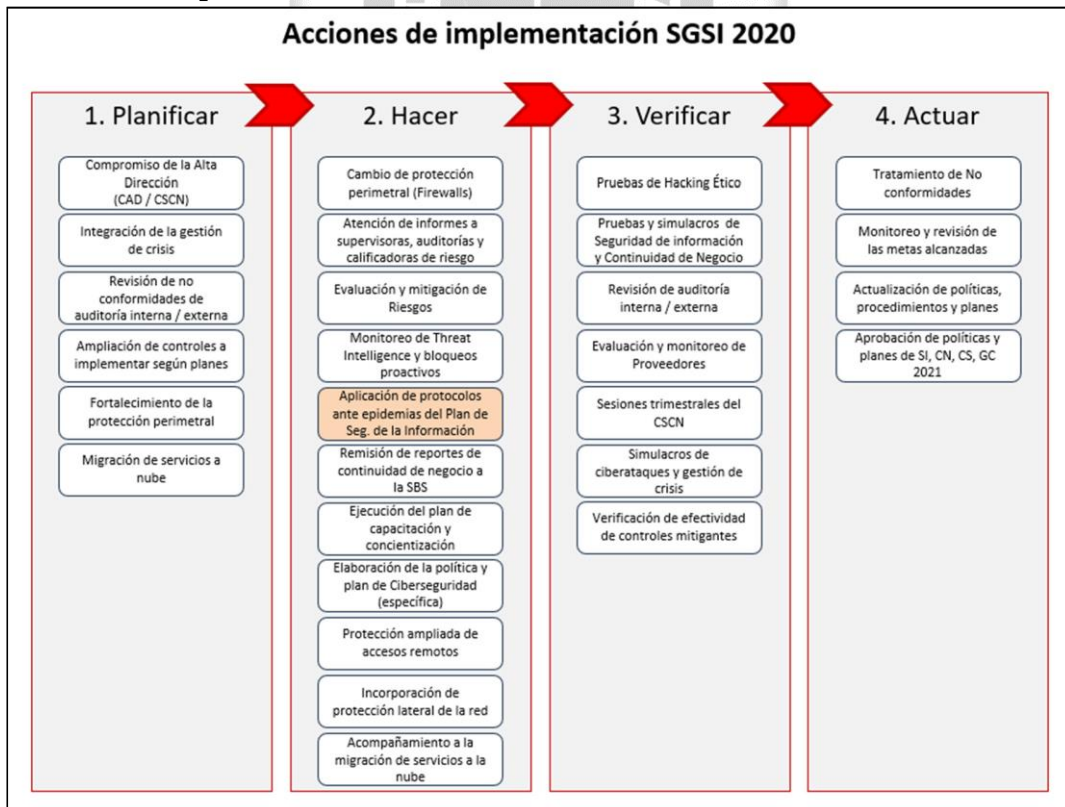 Acciones de implementación SGSI 2020
1. Planificar
Compromiso de la Alta
Dirección
(CAD / CSCN)
Integración de la gestión
de crisis
Revisión de no
conformidades de
auditoría interna / externa
Ampliación de controles a
implementar según planes
Fortalecimiento de la
protección perimetral
Migración de servicios a
nube
2. Hacer
Cambio de protección
perimetral (Firewalls)
Atención de informes a
supervisoras, auditorías y
calificadoras de riesgo
Evaluación y mitigación de
Riesgos
Monitoreo de Threat
Intelligence y bloqueos
proactivos
Aplicación de protocolos
ante epidemias del Plan de
Seg. de la Información
Remisión de reportes de
continuidad de negocio a
la SBS
Ejecución del plan de
capacitación y
concientización
Elaboración de la política y
plan de Ciberseguridad
(específica)
Protección ampliada de
accesos remotos
Incorporación de
protección lateral de la red
Acompañamiento a la
migración de servicios a la
nube
3. Verificar
Pruebas de Hacking Ético
Pruebas y simulacros de
Seguridad de información
y Continuidad de Negocio
Revisión de auditoría
interna / externa
Evaluación y monitoreo de
Proveedores
Sesiones trimestrales del
CSCN
Simulacros de
ciberataques y gestión de
crisis
Verificación de efectividad
de controles mitigantes
4. Actuar
Tratamiento de No
conformidades
Monitoreo y revisión de
las metas alcanzadas
Actualización de políticas,
procedimientos y planes
Aprobación de políticas y
planes de SI, CN, CS, GC
2021